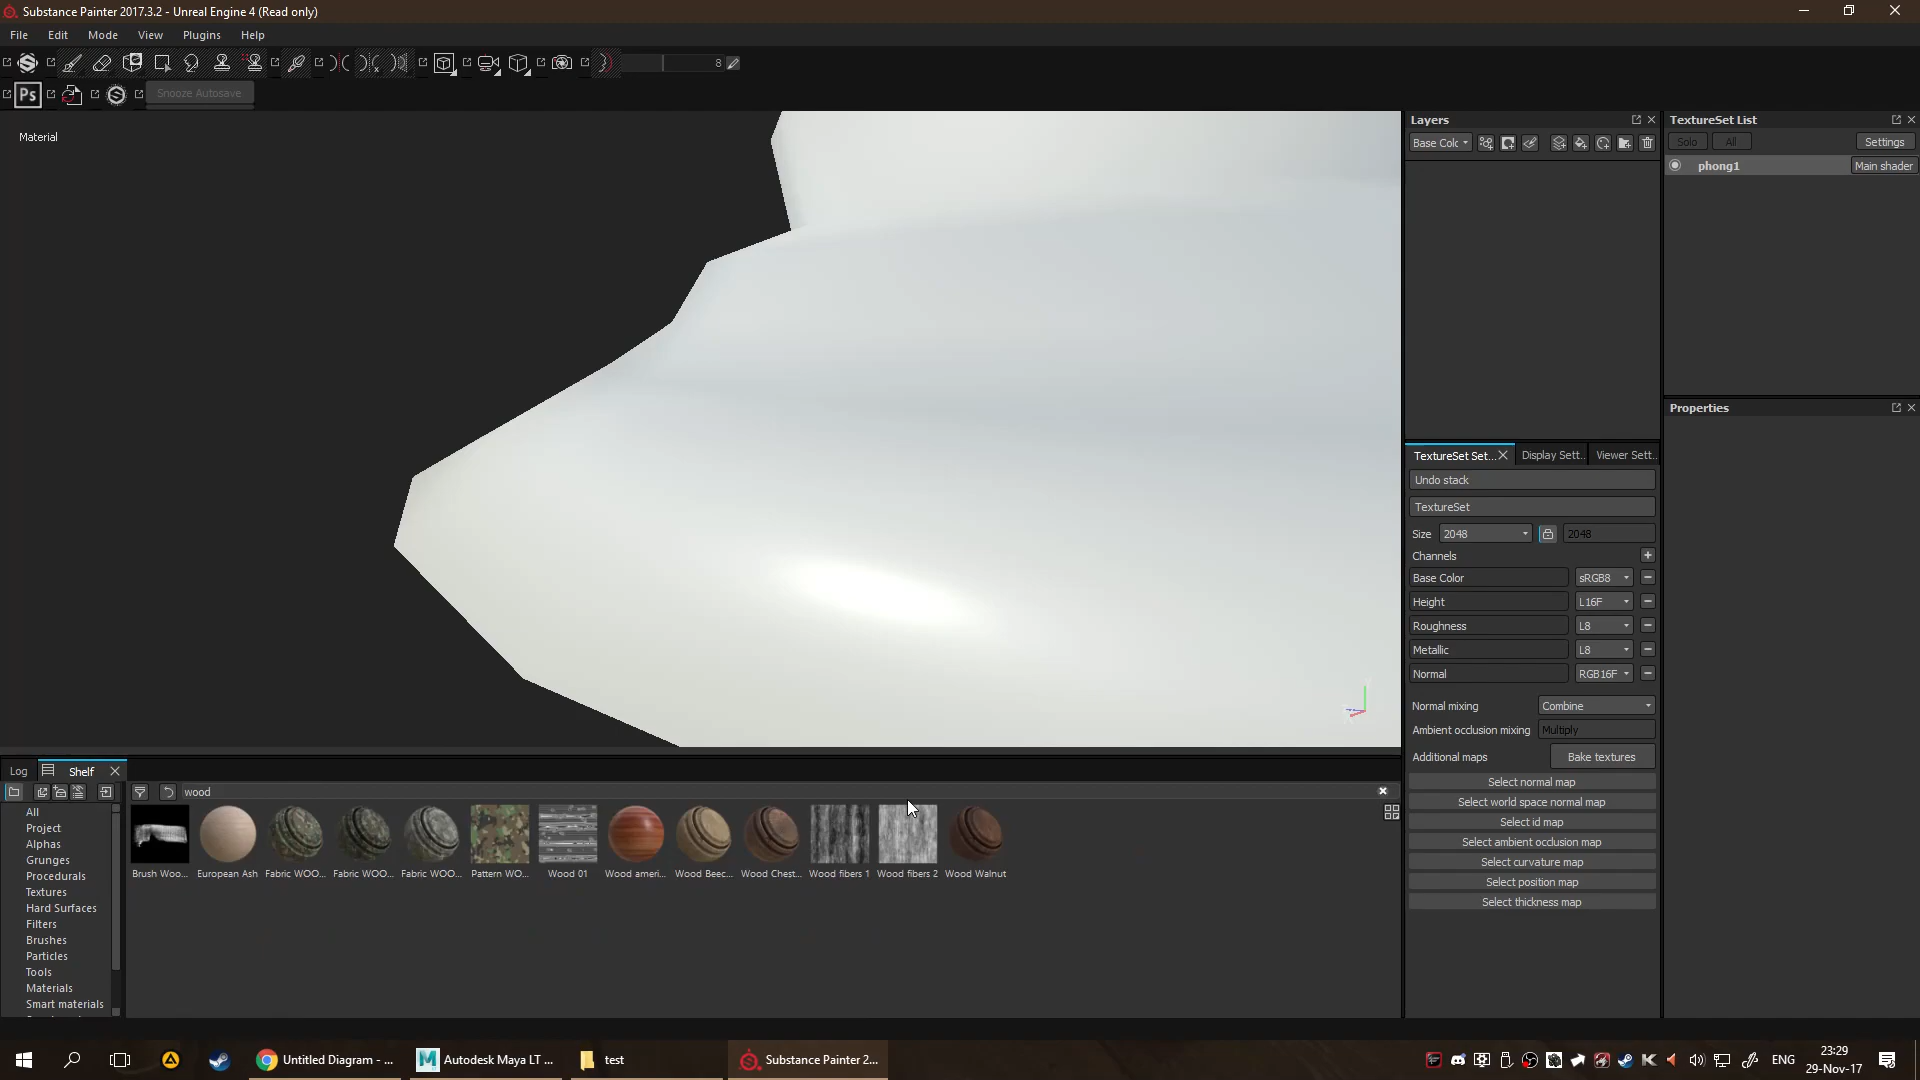 Substance Painter 2017.3.2 - Unreal Engine 4 (Read only)
File Edit Mode View Plugins Help
8
Ps Snooze Autosave
Material
Layers
Base Colc
TextureSet List
Solo All Settings
phong1 Main shader
Properties
TextureSet Set... Display Sett.. Viewer Sett..
Undo stack
TextureSet
Size 2048 2048
Channels
Base Color sRGB8
Height L16F
Roughness L8
Metallic L8
Normal RGB16F
Normal mixing Combine
Ambient occlusion mixing Multiply
Additional maps Bake textures
Select normal map
Select world space normal map
Select id map
Select ambient occlusion map
Select curvature map
Select position map
Select thickness map
Log Shelf
wood
All
Project
Alphas
Grunges
Procedurals
Textures
Hard Surfaces
Filters
Brushes
Particles
Tools
Materials
Smart materials
Brush Woo... European Ash Fabric WOO... Fabric WOO... Fabric WOO... Pattern WO... Wood 01 Wood ameri... Wood Beec... Wood Chest... Wood fibers 1 Wood fibers 2 Wood Walnut
Untitled Diagram - ... Autodesk Maya LT ... test Substance Painter 2...
ENG
23:29
29-Nov-17